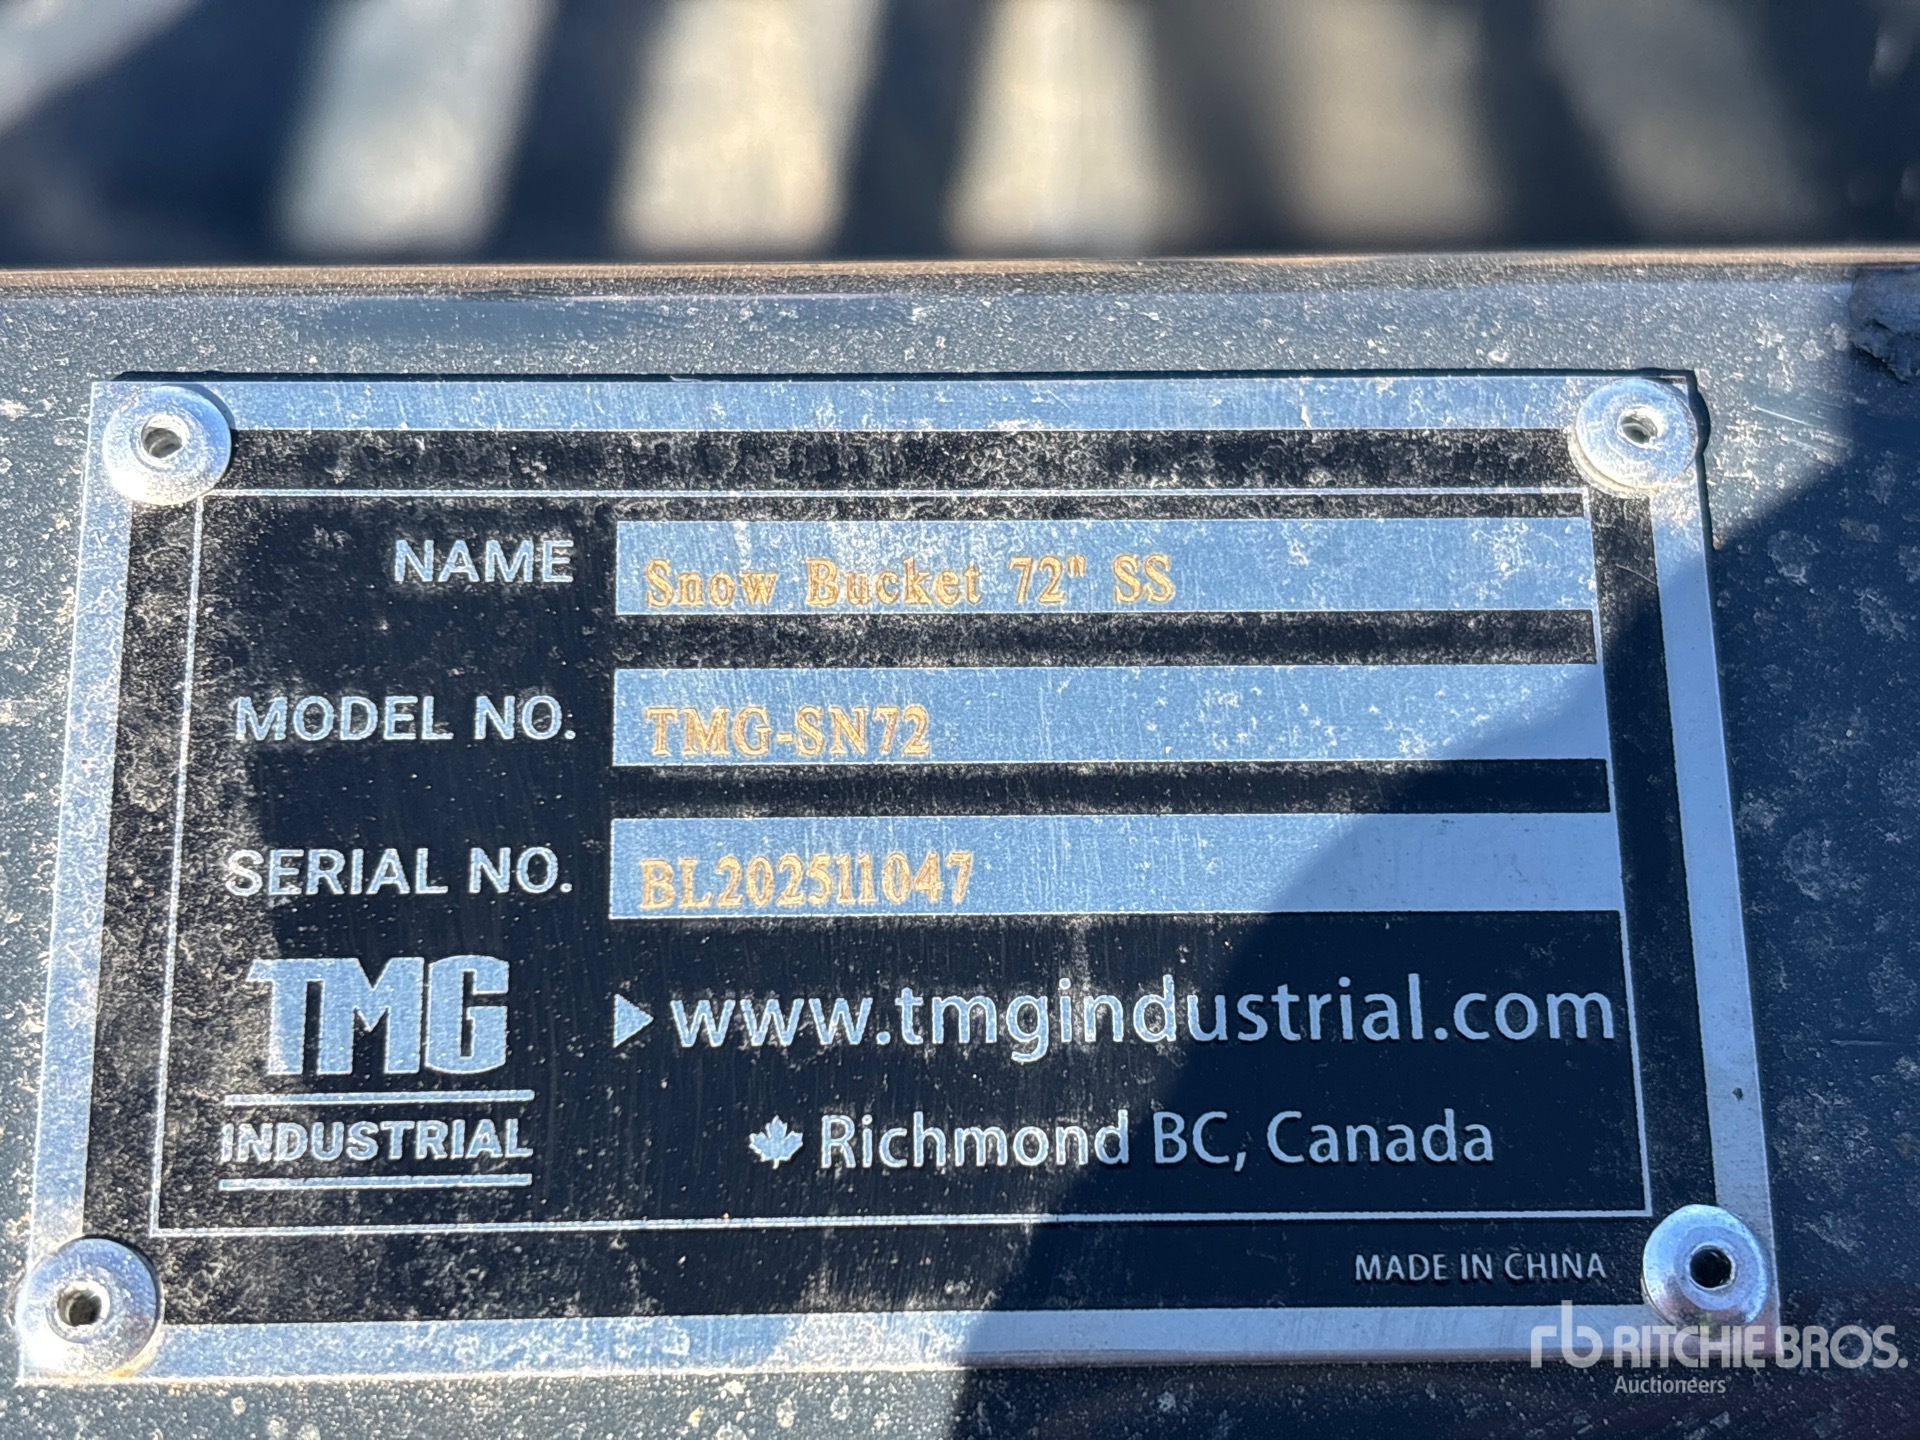 NAME Snow Bucket 72" SS
MODEL NO. TMG-SN72
SERIAL NO. BL202511047
TMG
INDUSTRIAL
www.tmgindustrial.com
Richmond BC, Canada
MADE IN CHINA
rb RITCHIE BROS.
Auctioneers